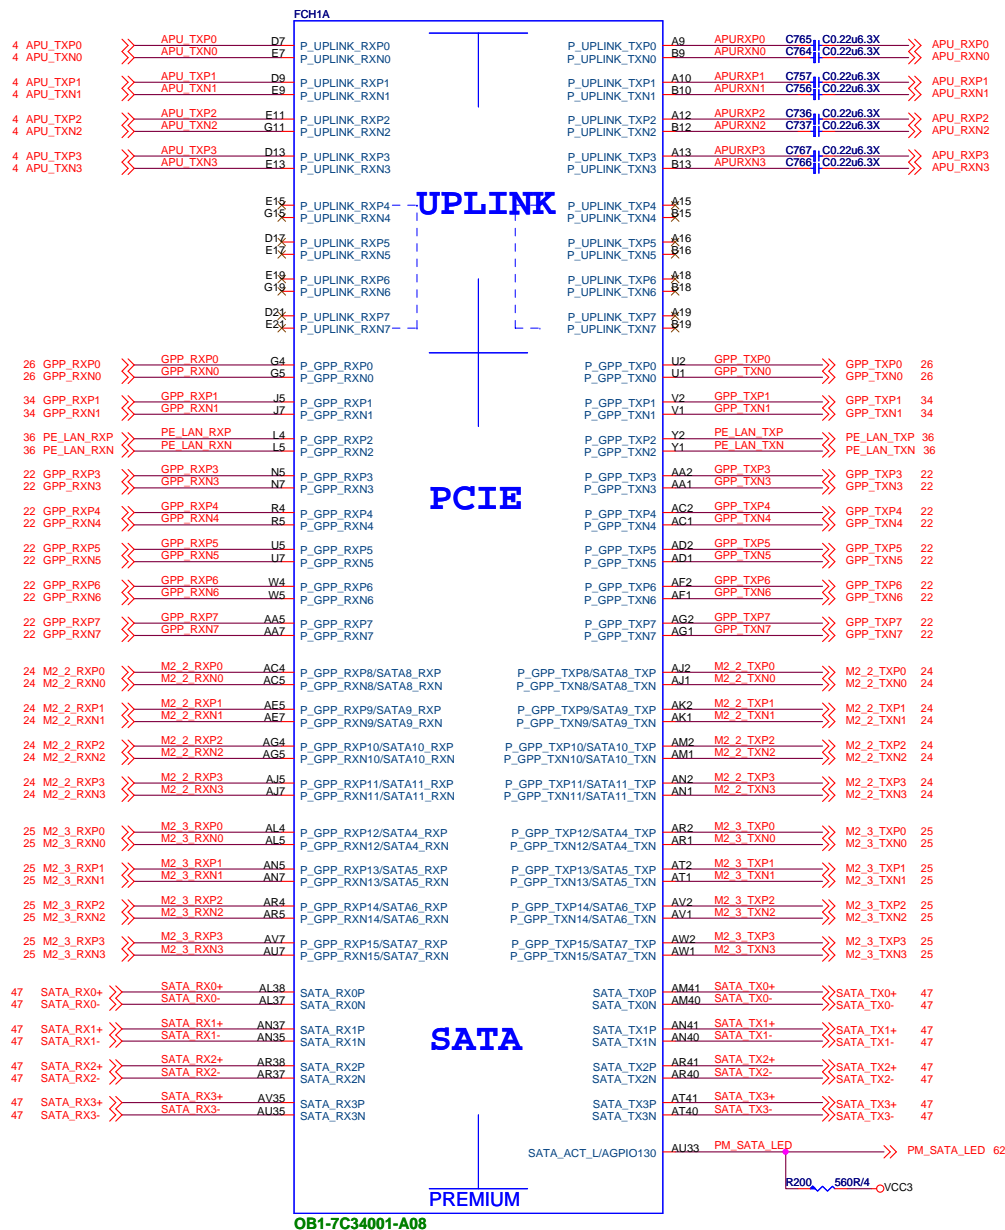 FCH1A
4 APU_TXP0 APU_TXP0 D7 P_UPLINK_RXP0 P_UPLINK_TXP0 A9 APURXP0 C765 C0.22u6.3X APU_RXP0
4 APU_TXN0 APU_TXN0 E7 P_UPLINK_RXN0 P_UPLINK_TXN0 B9 APURXN0 C764 C0.22u6.3X APU_RXN0
4 APU_TXP1 APU_TXP1 D9 P_UPLINK_RXP1 P_UPLINK_TXP1 A10 APURXP1 C757 C0.22u6.3X APU_RXP1
4 APU_TXN1 APU_TXN1 E9 P_UPLINK_RXN1 P_UPLINK_TXN1 B10 APURXN1 C756 C0.22u6.3X APU_RXN1
4 APU_TXP2 APU_TXP2 E11 P_UPLINK_RXP2 P_UPLINK_TXP2 A12 APURXP2 C736 C0.22u6.3X APU_RXP2
4 APU_TXN2 APU_TXN2 G11 P_UPLINK_RXN2 P_UPLINK_TXN2 B12 APURXN2 C737 C0.22u6.3X APU_RXN2
4 APU_TXP3 APU_TXP3 D13 P_UPLINK_RXP3 P_UPLINK_TXP3 A13 APURXP3 C767 C0.22u6.3X APU_RXP3
4 APU_TXN3 APU_TXN3 E13 P_UPLINK_RXN3 P_UPLINK_TXN3 B13 APURXN3 C766 C0.22u6.3X APU_RXN3
UPLINK
E15 P_UPLINK_RXP4 P_UPLINK_TXP4 A15
G15 P_UPLINK_RXN4 P_UPLINK_TXN4 B15
D17 P_UPLINK_RXP5 P_UPLINK_TXP5 A16
E17 P_UPLINK_RXN5 P_UPLINK_TXN5 B16
E19 P_UPLINK_RXP6 P_UPLINK_TXP6 A18
G19 P_UPLINK_RXN6 P_UPLINK_TXN6 B18
D21 P_UPLINK_RXP7 P_UPLINK_TXP7 A19
E21 P_UPLINK_RXN7 P_UPLINK_TXN7 B19
26 GPP_RXP0 GPP_RXP0 G4 P_GPP_RXP0 P_GPP_TXP0 U2 GPP_TXP0 GPP_TXP0 26
26 GPP_RXN0 GPP_RXN0 G5 P_GPP_RXN0 P_GPP_TXN0 U1 GPP_TXN0 GPP_TXN0 26
34 GPP_RXP1 GPP_RXP1 J5 P_GPP_RXP1 P_GPP_TXP1 V2 GPP_TXP1 GPP_TXP1 34
34 GPP_RXN1 GPP_RXN1 J7 P_GPP_RXN1 P_GPP_TXN1 V1 GPP_TXN1 GPP_TXN1 34
36 PE_LAN_RXP PE_LAN_RXP L4 P_GPP_RXP2 P_GPP_TXP2 Y2 PE_LAN_TXP PE_LAN_TXP 36
36 PE_LAN_RXN PE_LAN_RXN L5 P_GPP_RXN2 P_GPP_TXN2 Y1 PE_LAN_TXN PE_LAN_TXN 36
22 GPP_RXP3 GPP_RXP3 N5 P_GPP_RXP3 P_GPP_TXP3 AA2 GPP_TXP3 GPP_TXP3 22
22 GPP_RXN3 GPP_RXN3 N7 P_GPP_RXN3 P_GPP_TXN3 AA1 GPP_TXN3 GPP_TXN3 22
PCIE
22 GPP_RXP4 GPP_RXP4 R4 P_GPP_RXP4 P_GPP_TXP4 AC2 GPP_TXP4 GPP_TXP4 22
22 GPP_RXN4 GPP_RXN4 R5 P_GPP_RXN4 P_GPP_TXN4 AC1 GPP_TXN4 GPP_TXN4 22
22 GPP_RXP5 GPP_RXP5 U5 P_GPP_RXP5 P_GPP_TXP5 AD2 GPP_TXP5 GPP_TXP5 22
22 GPP_RXN5 GPP_RXN5 U7 P_GPP_RXN5 P_GPP_TXN5 AD1 GPP_TXN5 GPP_TXN5 22
22 GPP_RXP6 GPP_RXP6 W4 P_GPP_RXP6 P_GPP_TXP6 AF2 GPP_TXP6 GPP_TXP6 22
22 GPP_RXN6 GPP_RXN6 W5 P_GPP_RXN6 P_GPP_TXN6 AF1 GPP_TXN6 GPP_TXN6 22
22 GPP_RXP7 GPP_RXP7 AA5 P_GPP_RXP7 P_GPP_TXP7 AG2 GPP_TXP7 GPP_TXP7 22
22 GPP_RXN7 GPP_RXN7 AA7 P_GPP_RXN7 P_GPP_TXN7 AG1 GPP_TXN7 GPP_TXN7 22
24 M2_2_RXP0 M2_2_RXP0 AC4 P_GPP_RXP8/SATA8_RXP P_GPP_TXP8/SATA8_TXP AJ2 M2_2_TXP0 M2_2_TXP0 24
24 M2_2_RXN0 M2_2_RXN0 AC5 P_GPP_RXN8/SATA8_RXN P_GPP_TXN8/SATA8_TXN AJ1 M2_2_TXN0 M2_2_TXN0 24
24 M2_2_RXP1 M2_2_RXP1 AE5 P_GPP_RXP9/SATA9_RXP P_GPP_TXP9/SATA9_TXP AK2 M2_2_TXP1 M2_2_TXP1 24
24 M2_2_RXN1 M2_2_RXN1 AE7 P_GPP_RXN9/SATA9_RXN P_GPP_TXN9/SATA9_TXN AK1 M2_2_TXN1 M2_2_TXN1 24
24 M2_2_RXP2 M2_2_RXP2 AG4 P_GPP_RXP10/SATA10_RXP P_GPP_TXP10/SATA10_TXP AM2 M2_2_TXP2 M2_2_TXP2 24
24 M2_2_RXN2 M2_2_RXN2 AG5 P_GPP_RXN10/SATA10_RXN P_GPP_TXN10/SATA10_TXN AM1 M2_2_TXN2 M2_2_TXN2 24
24 M2_2_RXP3 M2_2_RXP3 AJ5 P_GPP_RXP11/SATA11_RXP P_GPP_TXP11/SATA11_TXP AN2 M2_2_TXP3 M2_2_TXP3 24
24 M2_2_RXN3 M2_2_RXN3 AJ7 P_GPP_RXN11/SATA11_RXN P_GPP_TXN11/SATA11_TXN AN1 M2_2_TXN3 M2_2_TXN3 24
25 M2_3_RXP0 M2_3_RXP0 AL4 P_GPP_RXP12/SATA4_RXP P_GPP_TXP12/SATA4_TXP AR2 M2_3_TXP0 M2_3_TXP0 25
25 M2_3_RXN0 M2_3_RXN0 AL5 P_GPP_RXN12/SATA4_RXN P_GPP_TXN12/SATA4_TXN AR1 M2_3_TXN0 M2_3_TXN0 25
25 M2_3_RXP1 M2_3_RXP1 AN5 P_GPP_RXP13/SATA5_RXP P_GPP_TXP13/SATA5_TXP AT2 M2_3_TXP1 M2_3_TXP1 25
25 M2_3_RXN1 M2_3_RXN1 AN7 P_GPP_RXN13/SATA5_RXN P_GPP_TXN13/SATA5_TXN AT1 M2_3_TXN1 M2_3_TXN1 25
25 M2_3_RXP2 M2_3_RXP2 AR4 P_GPP_RXP14/SATA6_RXP P_GPP_TXP14/SATA6_TXP AV2 M2_3_TXP2 M2_3_TXP2 25
25 M2_3_RXN2 M2_3_RXN2 AR5 P_GPP_RXN14/SATA6_RXN P_GPP_TXN14/SATA6_TXN AV1 M2_3_TXN2 M2_3_TXN2 25
25 M2_3_RXP3 M2_3_RXP3 AV7 P_GPP_RXP15/SATA7_RXP P_GPP_TXP15/SATA7_TXP AW2 M2_3_TXP3 M2_3_TXP3 25
25 M2_3_RXN3 M2_3_RXN3 AU7 P_GPP_RXN15/SATA7_RXN P_GPP_TXN15/SATA7_TXN AW1 M2_3_TXN3 M2_3_TXN3 25
47 SATA_RX0+ SATA_RX0+ AL38 SATA_RX0P SATA_TX0P AM41 SATA_TX0+ SATA_TX0+ 47
47 SATA_RX0- SATA_RX0- AL37 SATA_RX0N SATA_TX0N AM40 SATA_TX0- SATA_TX0- 47
47 SATA_RX1+ SATA_RX1+ AN37 SATA_RX1P SATA_TX1P AN41 SATA_TX1+ SATA_TX1+ 47
47 SATA_RX1- SATA_RX1- AN35 SATA_RX1N SATA_TX1N AN40 SATA_TX1- SATA_TX1- 47
SATA
47 SATA_RX2+ SATA_RX2+ AR38 SATA_RX2P SATA_TX2P AR41 SATA_TX2+ SATA_TX2+ 47
47 SATA_RX2- SATA_RX2- AR37 SATA_RX2N SATA_TX2N AR40 SATA_TX2- SATA_TX2- 47
47 SATA_RX3+ SATA_RX3+ AV35 SATA_RX3P SATA_TX3P AT41 SATA_TX3+ SATA_TX3+ 47
47 SATA_RX3- SATA_RX3- AU35 SATA_RX3N SATA_TX3N AT40 SATA_TX3- SATA_TX3- 47
SATA_ACT_L/AGPIO130 AU33 PM_SATA_LED PM_SATA_LED 62
R200 560R/4 VCC3
PREMIUM
OB1-7C34001-A08